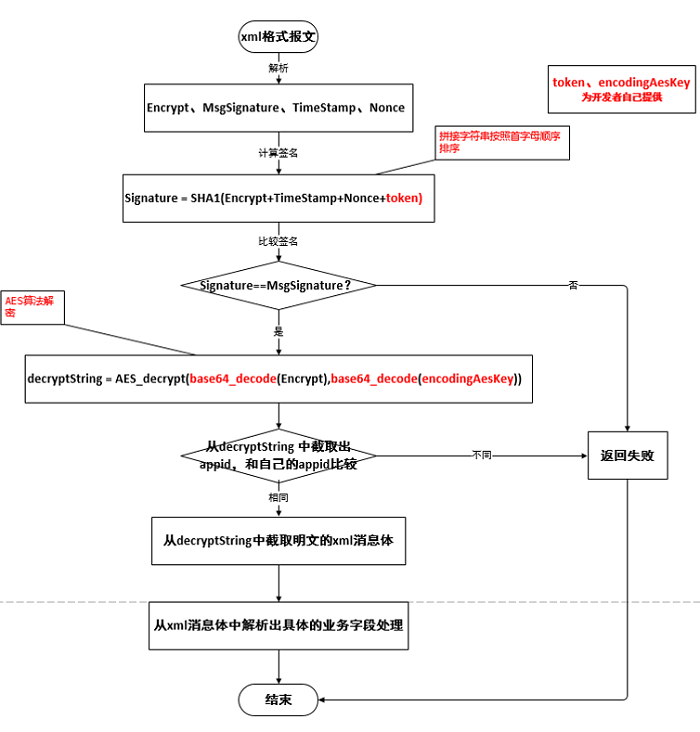 xml格式报文
解析
token、encodingAesKey
为开发者自己提供
Encrypt、MsgSignature、TimeStamp、Nonce
计算签名
拼接字符串按照首字母顺序
排序
Signature = SHA1(Encrypt+TimeStamp+Nonce+token)
比较签名
Signature==MsgSignature?
否
AES算法解
密
是
decryptString = AES_decrypt(base64_decode(Encrypt),base64_decode(encodingAesKey))
从decryptString 中截取出
appid，和自己的appid比较
不同
返回失败
相同
从decryptString中截取明文的xml消息体
从xml消息体中解析出具体的业务字段处理
结束